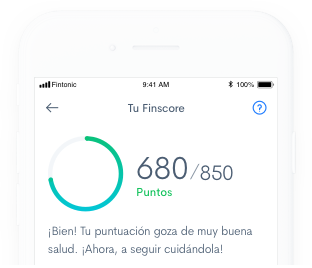 Fintonic 9:41 AM 100%
Tu Finscore ?
680/850
Puntos
¡Bien! Tu puntuación goza de muy buena
salud. ¡Ahora, a seguir cuidándola!